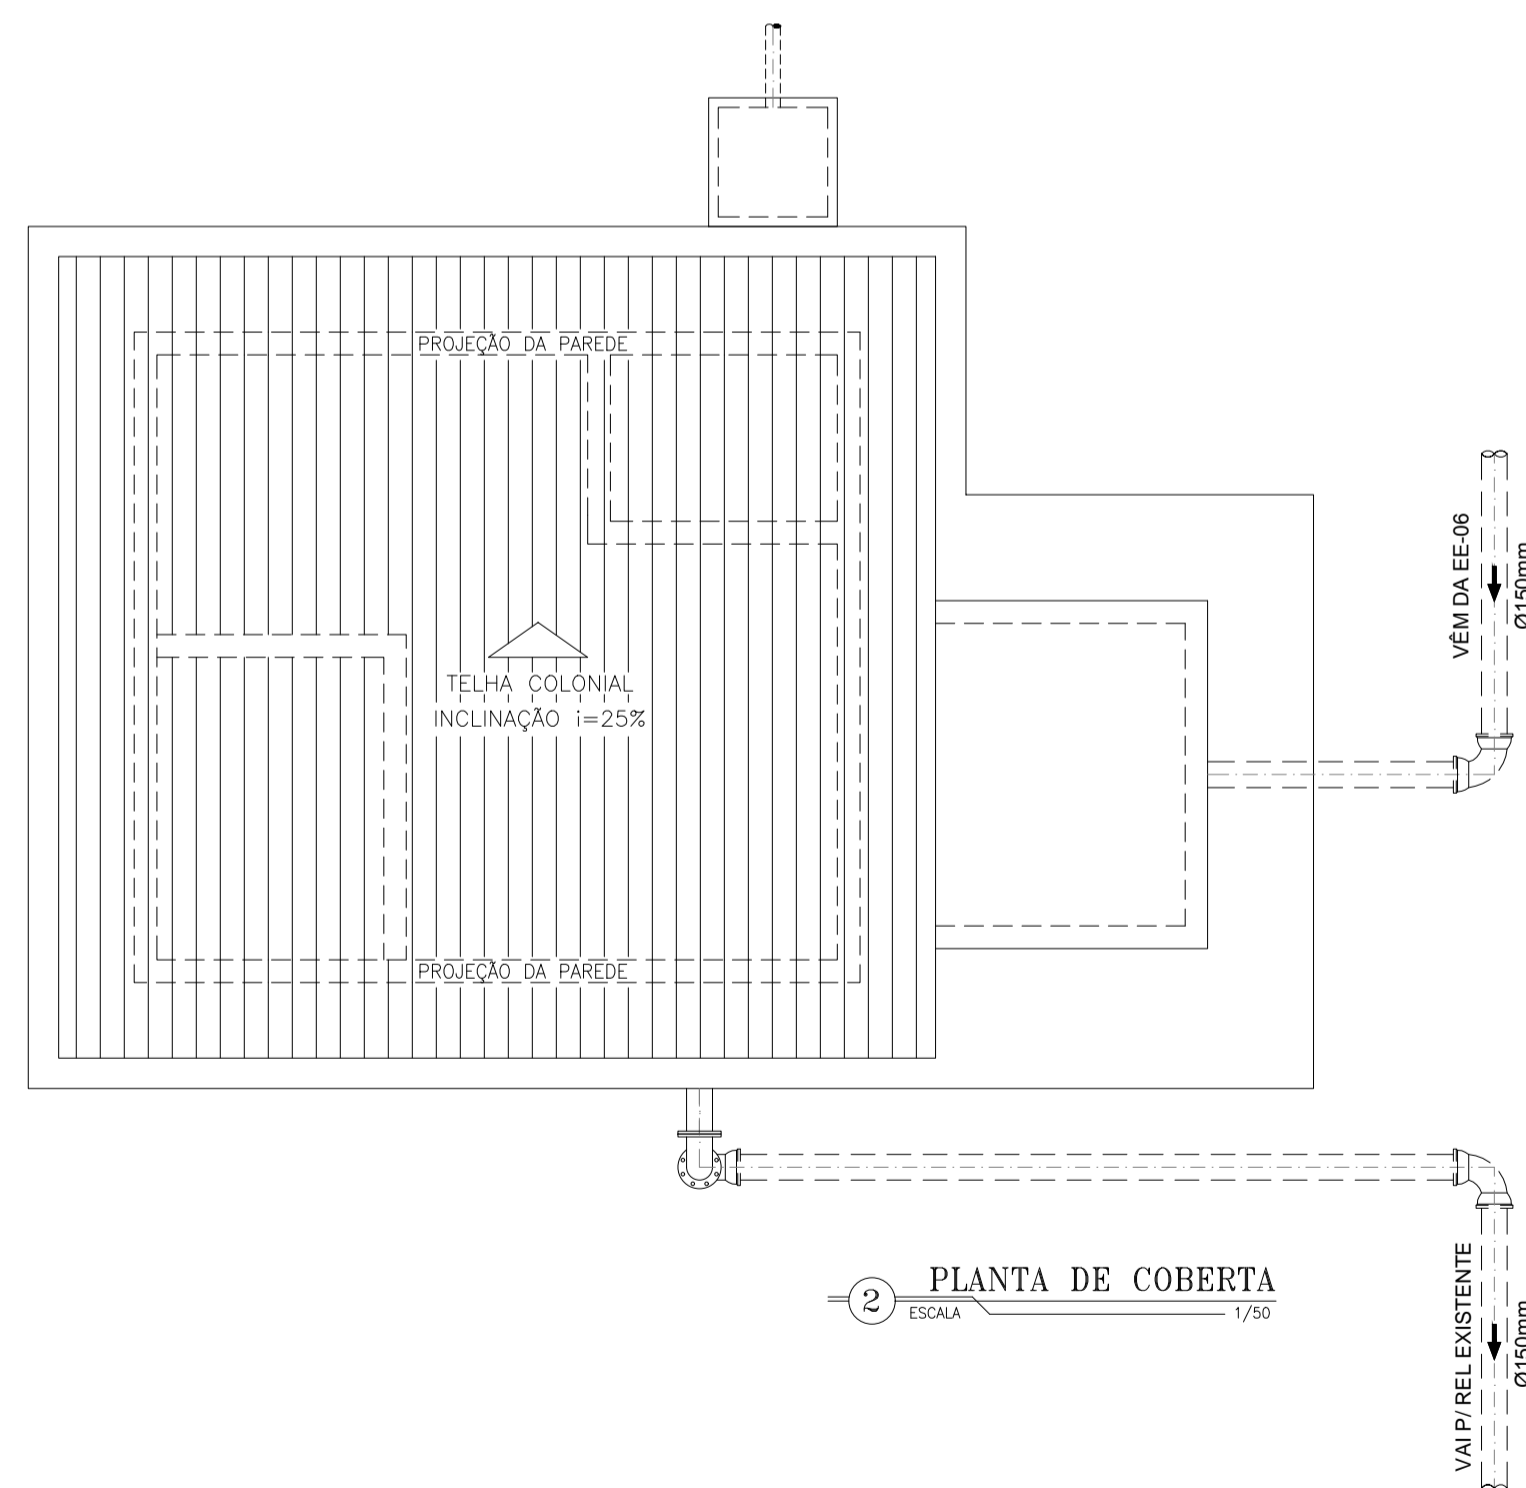 PROJEÇÃO DA PAREDE
VÊM DA EE-06
Ø150mm
TELHA COLONIAL
INCLINAÇÃO i=25%
PROJEÇÃO DA PAREDE
2
PLANTA DE COBERTA
ESCALA 1/50
VAI P/ REL EXISTENTE
Ø150mm